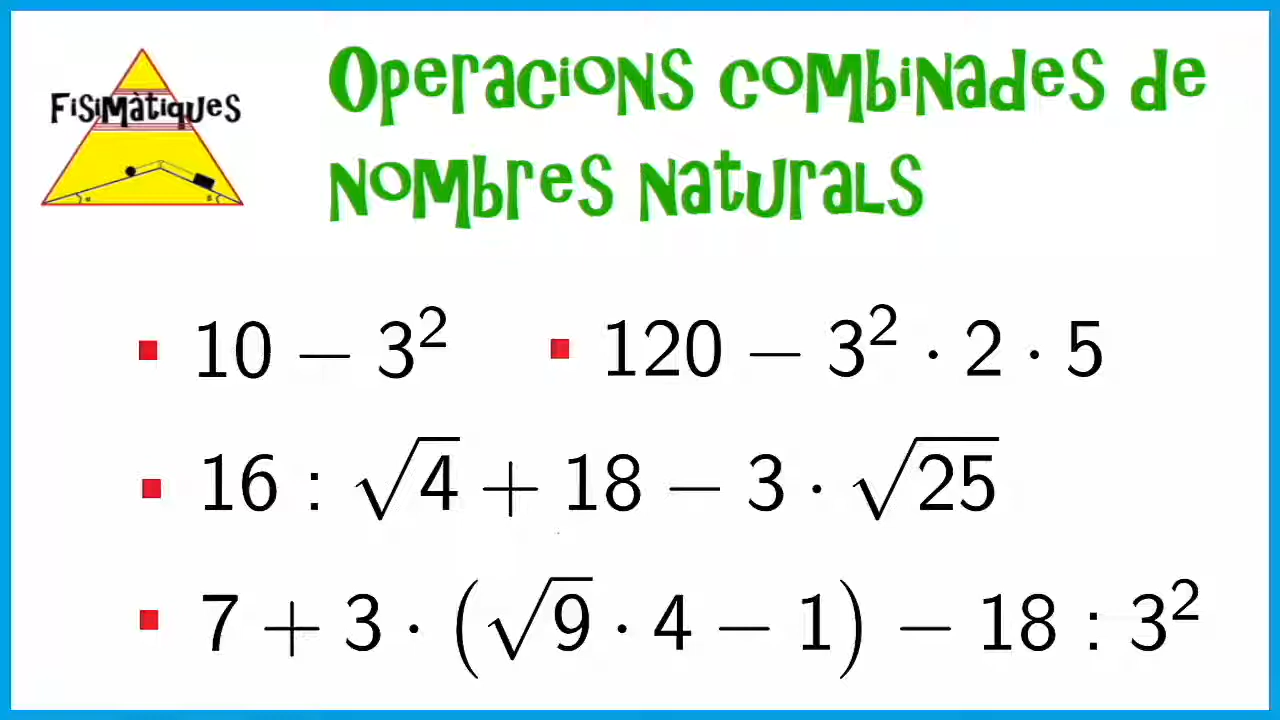 Fisimàtiques
Operacions combinades de
nombres naturals
10 − 3²
120 − 3² · 2 · 5
16 : √4 + 18 − 3 · √25
7 + 3 · (√9 · 4 − 1) − 18 : 3²